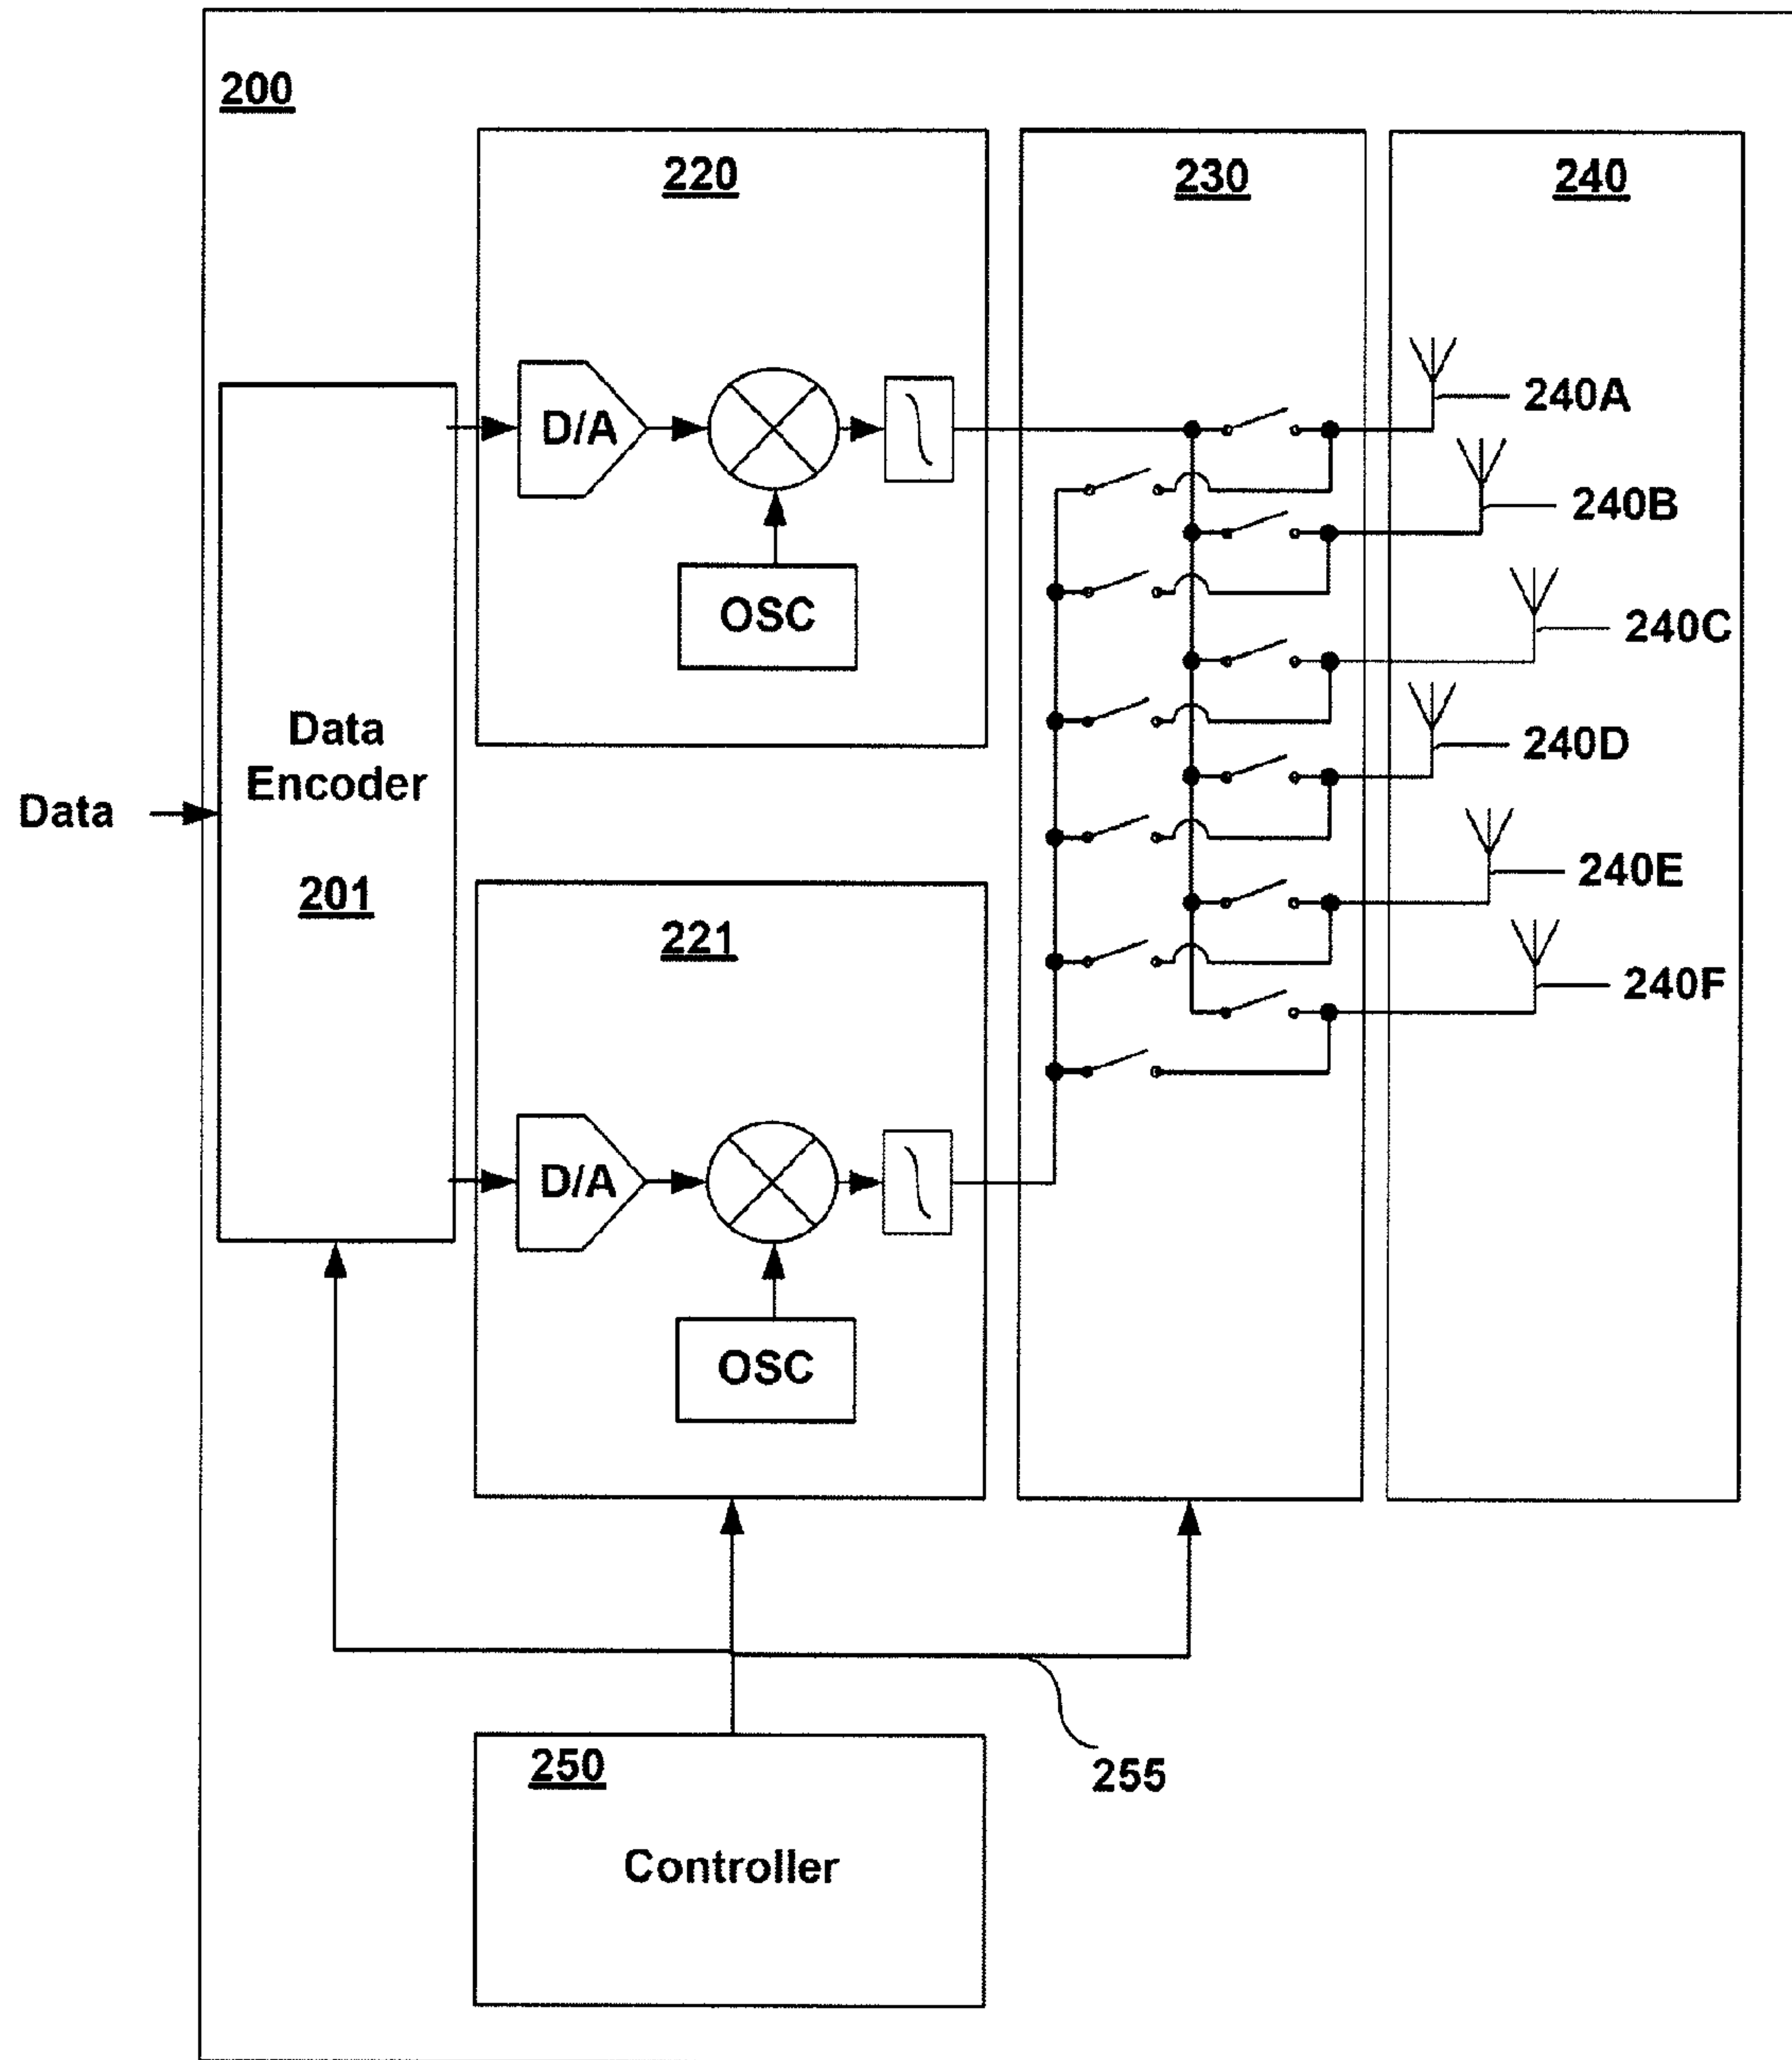 200
220
230
240
D/A
OSC
240A
240B
240C
240D
240E
240F
Data
Data
Encoder
201
221
D/A
OSC
250
Controller
255